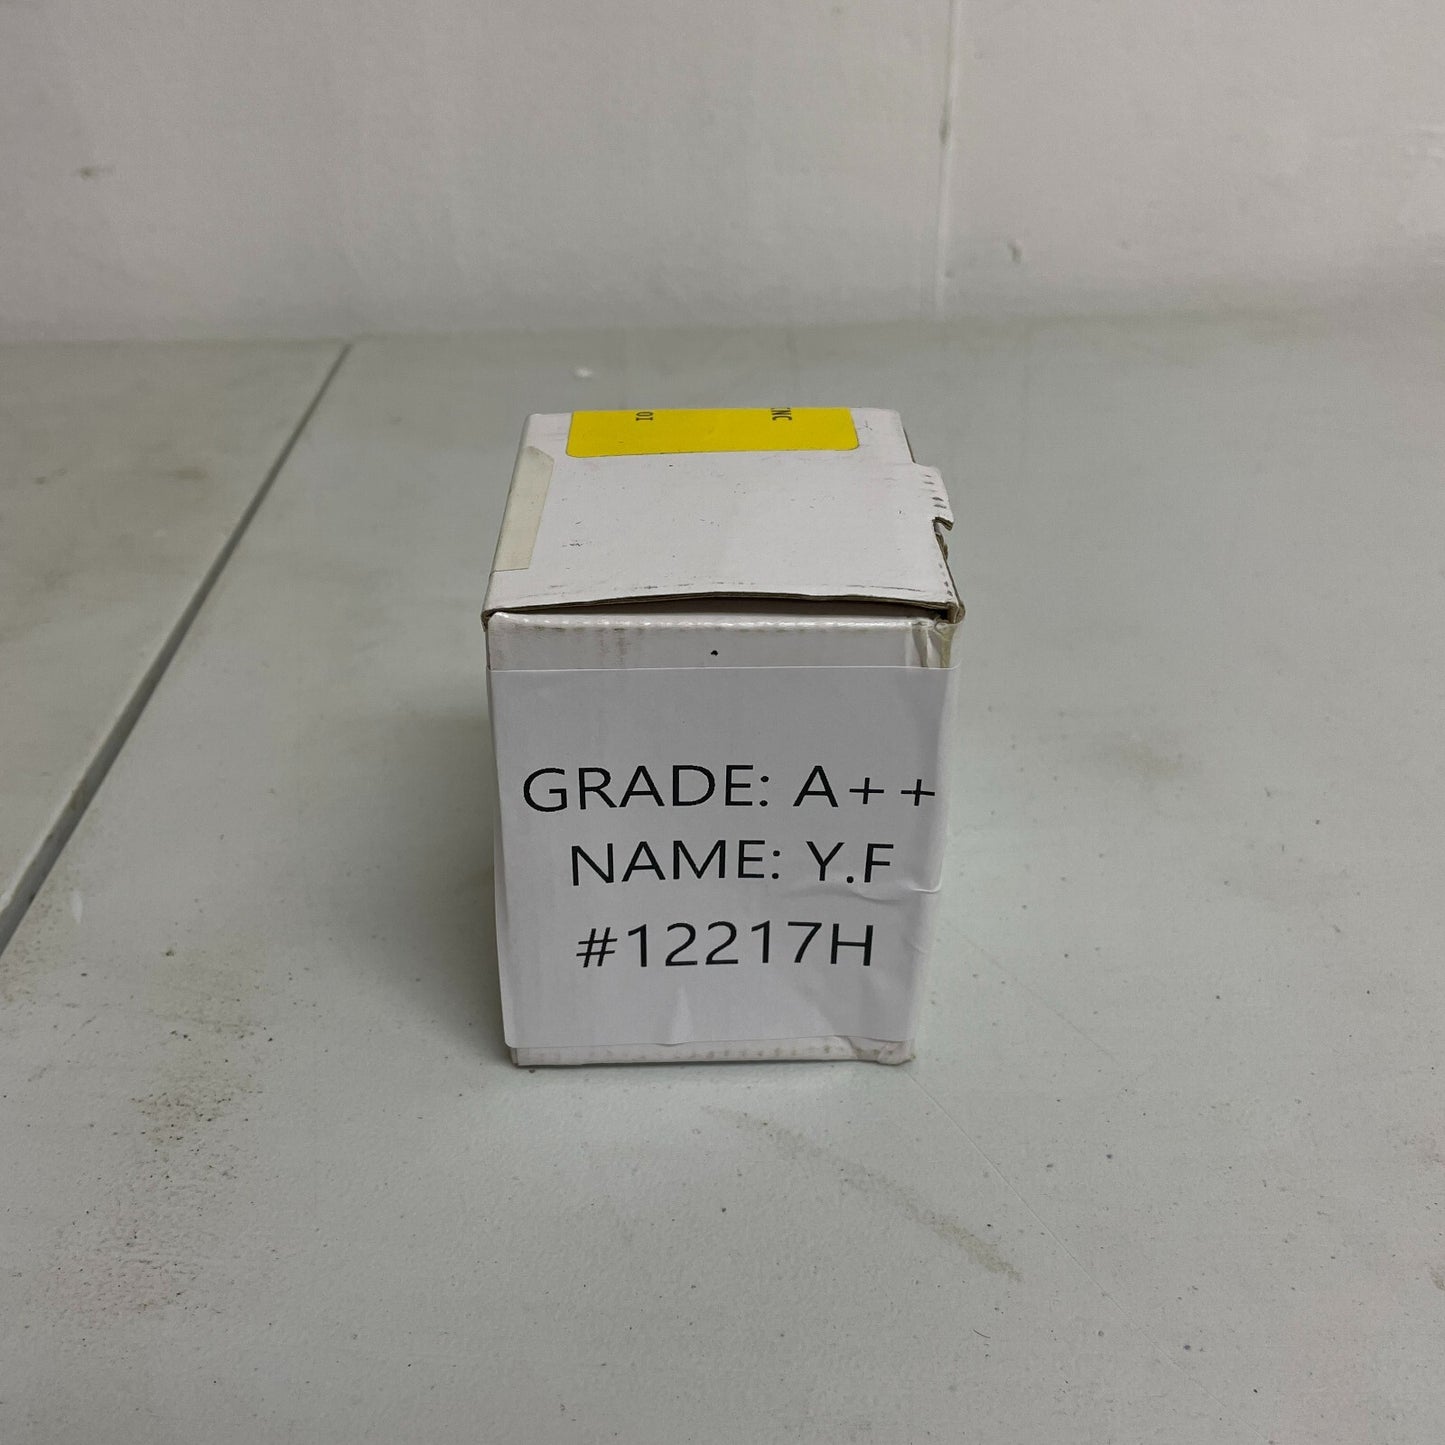 GRADE: A++
NAME: Y.F
#12217H